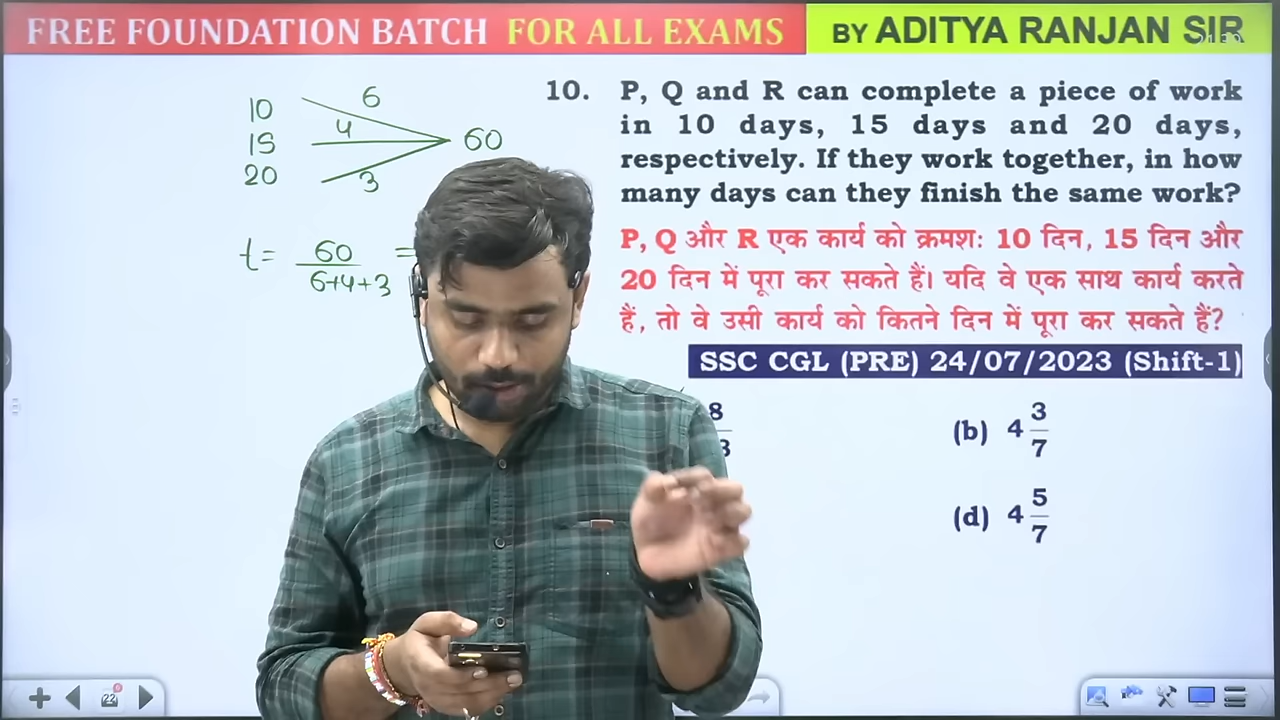 FREE FOUNDATION BATCH FOR ALL EXAMS
BY ADITYA RANJAN SIR
10 6
15 4 60
20 3
t = 60 =
6+4+3
10. P, Q and R can complete a piece of work
in 10 days, 15 days and 20 days,
respectively. If they work together, in how
many days can they finish the same work?
P, Q और R एक कार्य को क्रमशः 10 दिन, 15 दिन और
20 दिन में पूरा कर सकते हैं। यदि वे एक साथ कार्य करते
हैं, तो वे उसी कार्य को कितने दिन में पूरा कर सकते हैं?
SSC CGL (PRE) 24/07/2023 (Shift-1)
8
(b) 4 3/7
(d) 4 5/7
22